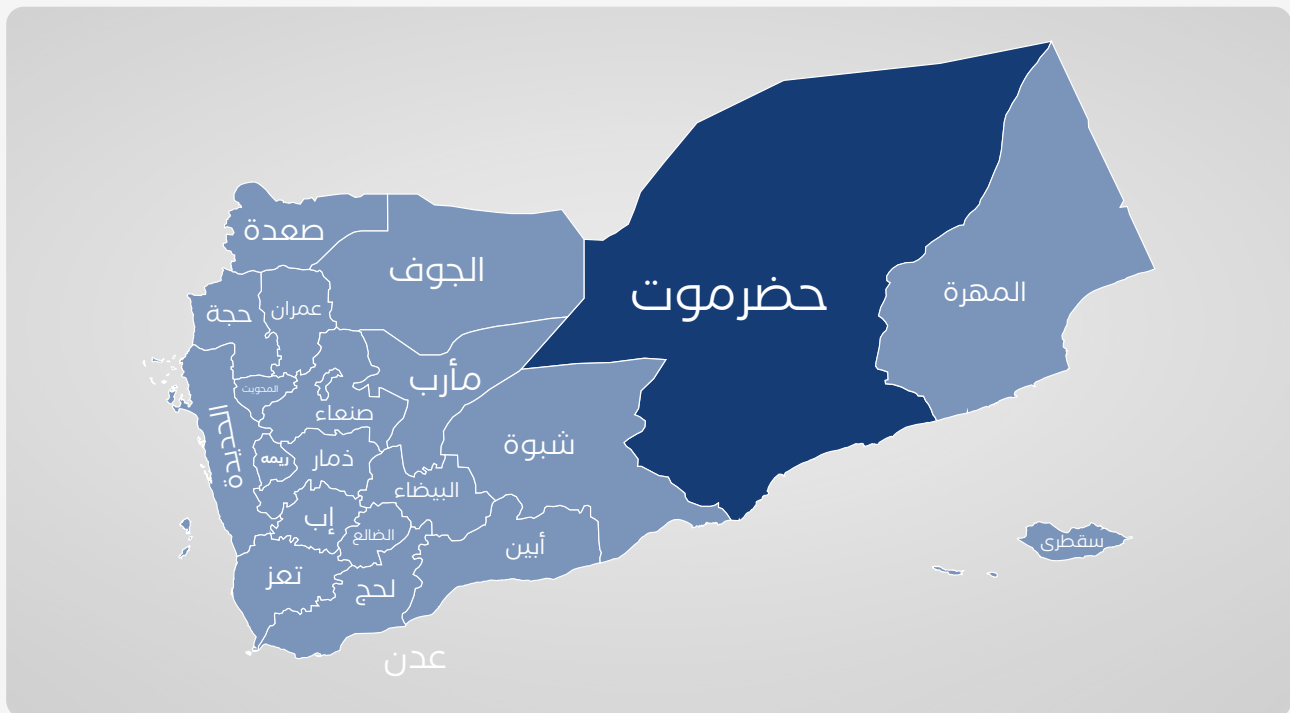 صعدة
الجوف
حضرموت
المهرة
حجة
عمران
مأرب
المحويت
صنعاء
الحديدة
ريمه
ذمار
شبوة
البيضاء
إب
الضالع
أبين
سقطرى
تعز
لحج
عدن